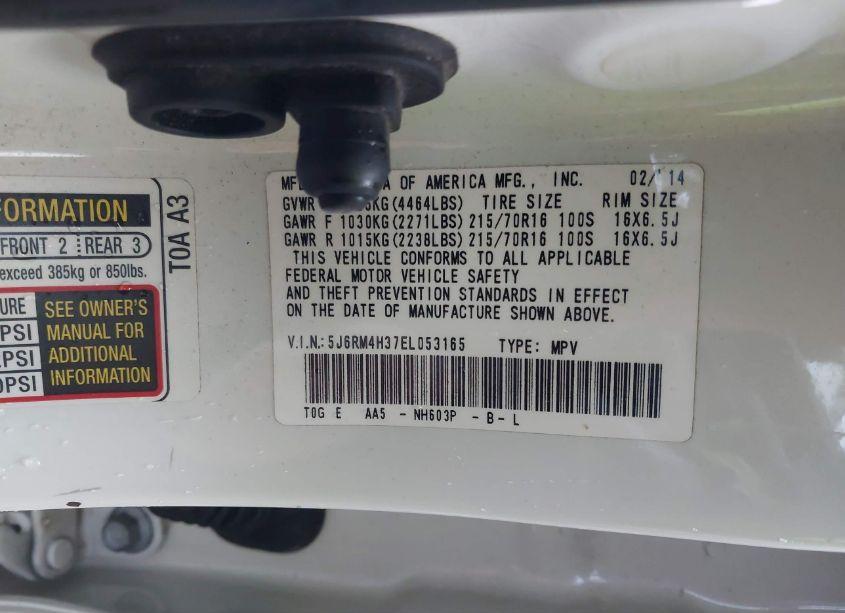 FORMATION
FRONT 2 REAR 3
exceed 385kg or 850lbs.
SEE OWNER'S
PSI MANUAL FOR
PSI ADDITIONAL
PSI INFORMATION
TOA A3
OF AMERICA MFG., INC. 02/14
GVWR KG(4464LBS) TIRE SIZE RIM SIZE
GAWR F 1030KG(2271LBS) 215/70R16 100S 16X6.5J
GAWR R 1015KG(2238LBS) 215/70R16 100S 16X6.5J
THIS VEHICLE CONFORMS TO ALL APPLICABLE
FEDERAL MOTOR VEHICLE SAFETY
AND THEFT PREVENTION STANDARDS IN EFFECT
ON THE DATE OF MANUFACTURE SHOWN ABOVE.
V.I.N.:5J6RM4H37EL053165 TYPE: MPV
T0G E AA5 - NH603P - B - L